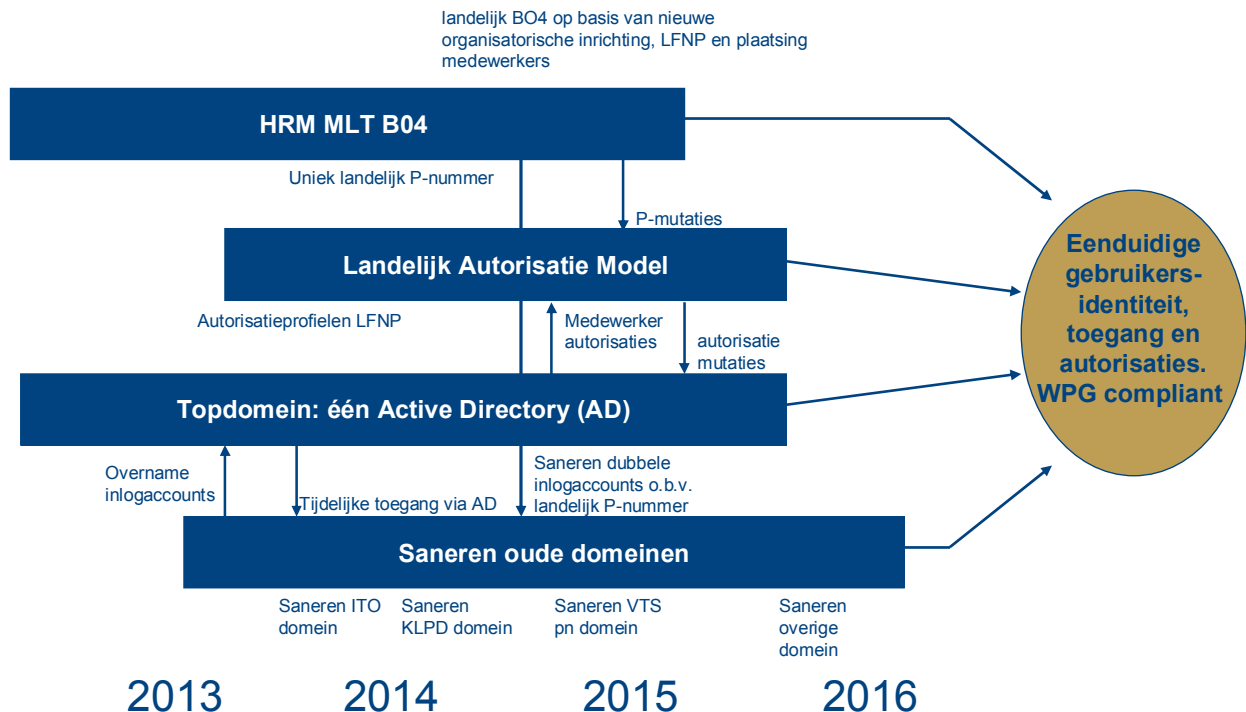 landelijk BO4 op basis van nieuwe
organisatorische inrichting, LFNP en plaatsing
medewerkers
HRM MLT B04
Uniek landelijk P-nummer
P-mutaties
Landelijk Autorisatie Model
Autorisatieprofielen LFNP
Medewerker
autorisaties
autorisatie
mutaties
Topdomein: één Active Directory (AD)
Overname
inlogaccounts
Tijdelijke toegang via AD
Saneren dubbele
inlogaccounts o.b.v.
landelijk P-nummer
Saneren oude domeinen
Saneren ITO
domein
Saneren
KLPD domein
Saneren VTS
pn domein
Saneren
overige
domein
Eenduidige
gebruikers-
identiteit,
toegang en
autorisaties.
WPG compliant
2013
2014
2015
2016